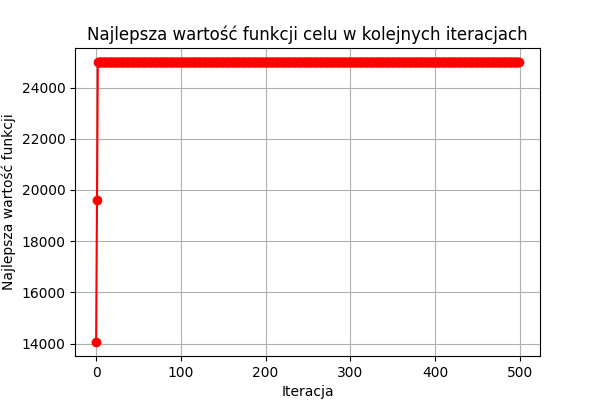 Najlepsza wartość funkcji celu w kolejnych iteracjach
Najlepsza wartość funkcji
24000
22000
20000
18000
16000
14000
0 100 200 300 400 500
Iteracja